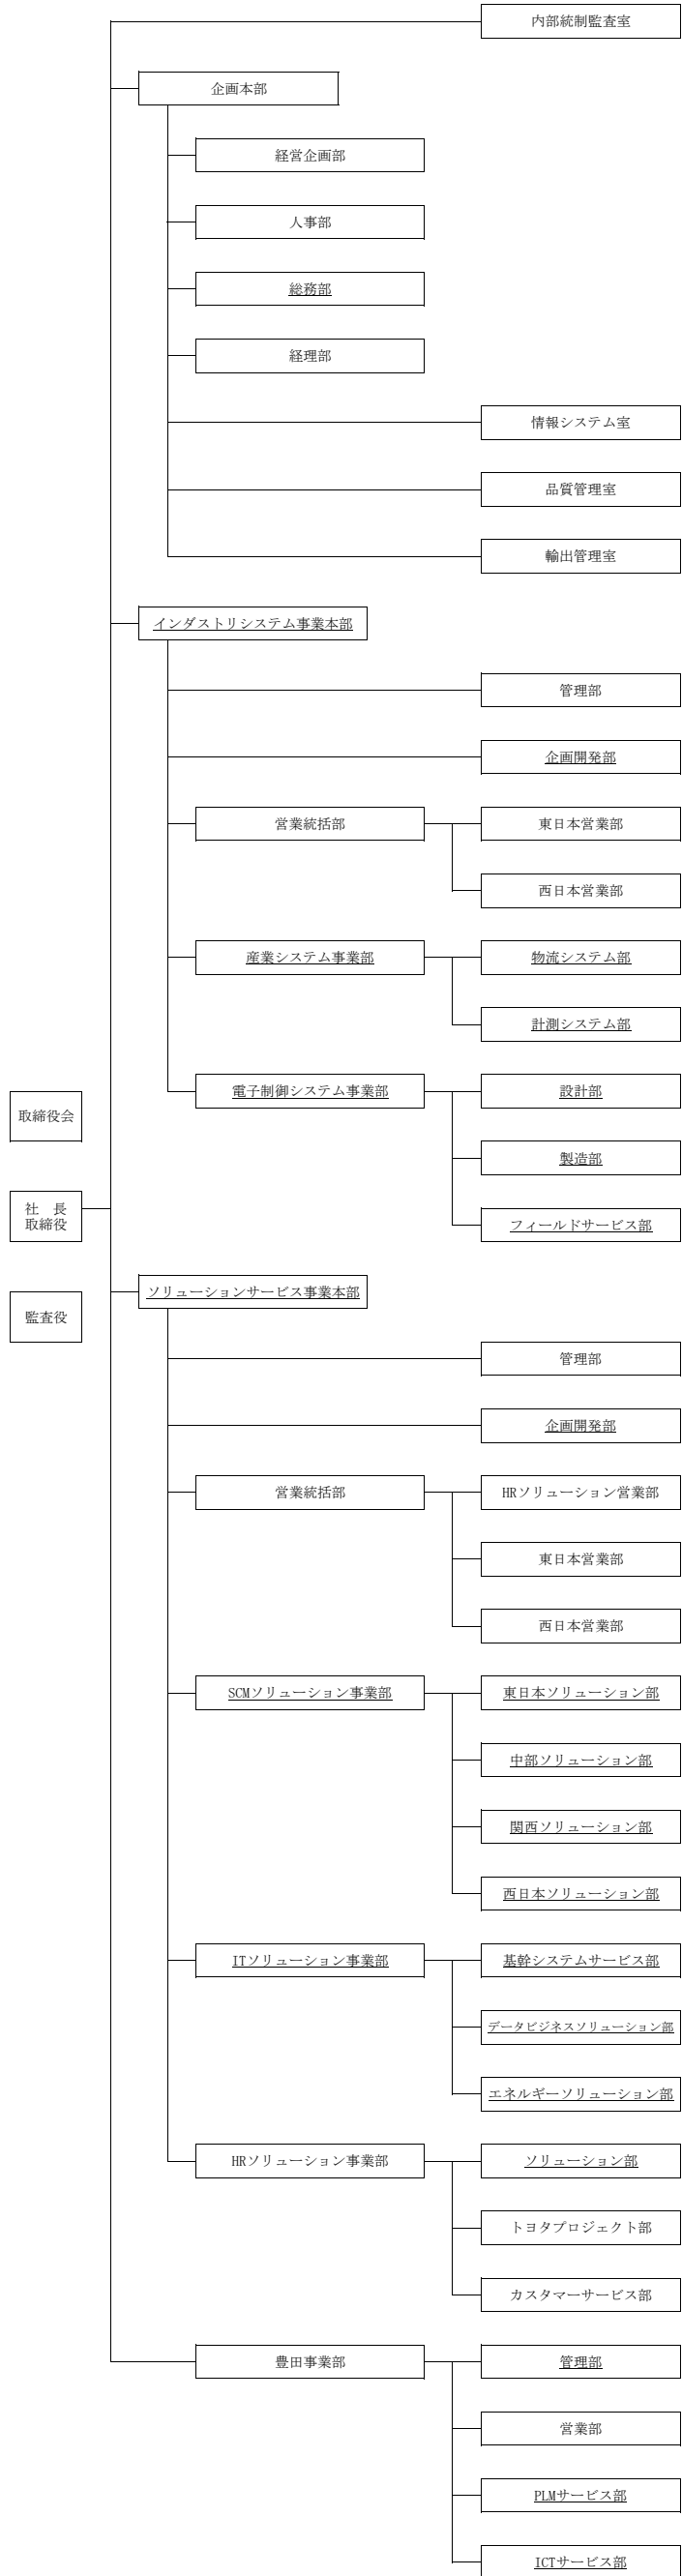 内部統制監査室
企画本部
経営企画部
人事部
総務部
経理部
情報システム室
品質管理室
輸出管理室
インダストリシステム事業本部
管理部
企画開発部
営業統括部
東日本営業部
西日本営業部
産業システム事業部
物流システム部
計測システム部
電子制御システム事業部
設計部
取締役会
製造部
社　長
取締役
フィールドサービス部
ソリューションサービス事業本部
監査役
管理部
企画開発部
営業統括部
HRソリューション営業部
東日本営業部
西日本営業部
SCMソリューション事業部
東日本ソリューション部
中部ソリューション部
関西ソリューション部
西日本ソリューション部
ITソリューション事業部
基幹システムサービス部
データビジネスソリューション部
エネルギーソリューション部
HRソリューション事業部
ソリューション部
トヨタプロジェクト部
カスタマーサービス部
豊田事業部
管理部
営業部
PLMサービス部
ICTサービス部